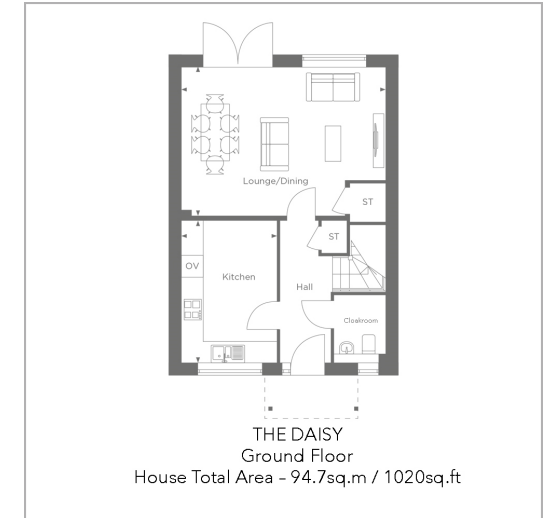 Lounge/Dining
ST
ST
OV
Kitchen
Hall
Cloakroom
THE DAISY
Ground Floor
House Total Area – 94.7sq.m / 1020sq.ft